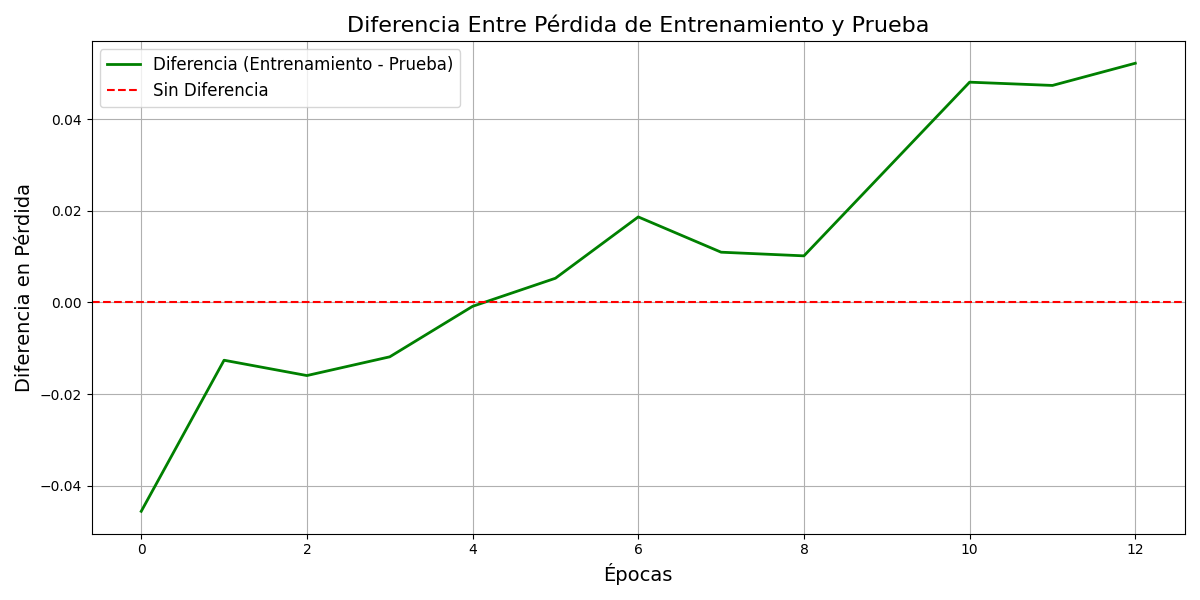 Diferencia Entre Pérdida de Entrenamiento y Prueba
Diferencia (Entrenamiento - Prueba)
Sin Diferencia
Diferencia en Pérdida
0.04
0.02
0.00
−0.02
−0.04
0 2 4 6 8 10 12
Épocas